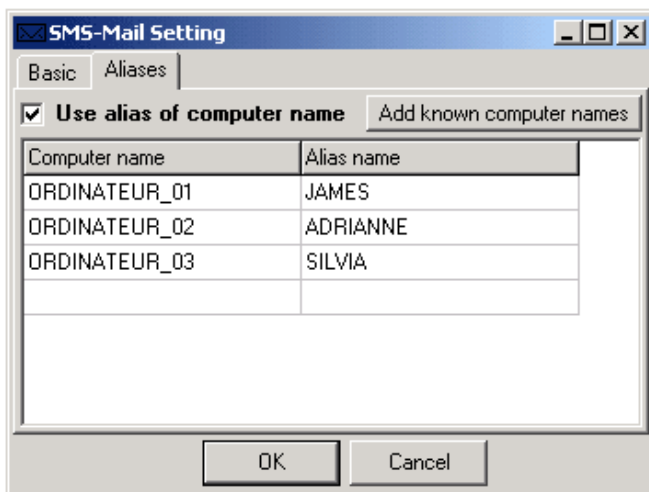 SMS-Mail Setting
Basic Aliases
Use alias of computer name Add known computer names
Computer name Alias name
ORDINATEUR_01 JAMES
ORDINATEUR_02 ADRIANNE
ORDINATEUR_03 SILVIA
OK Cancel